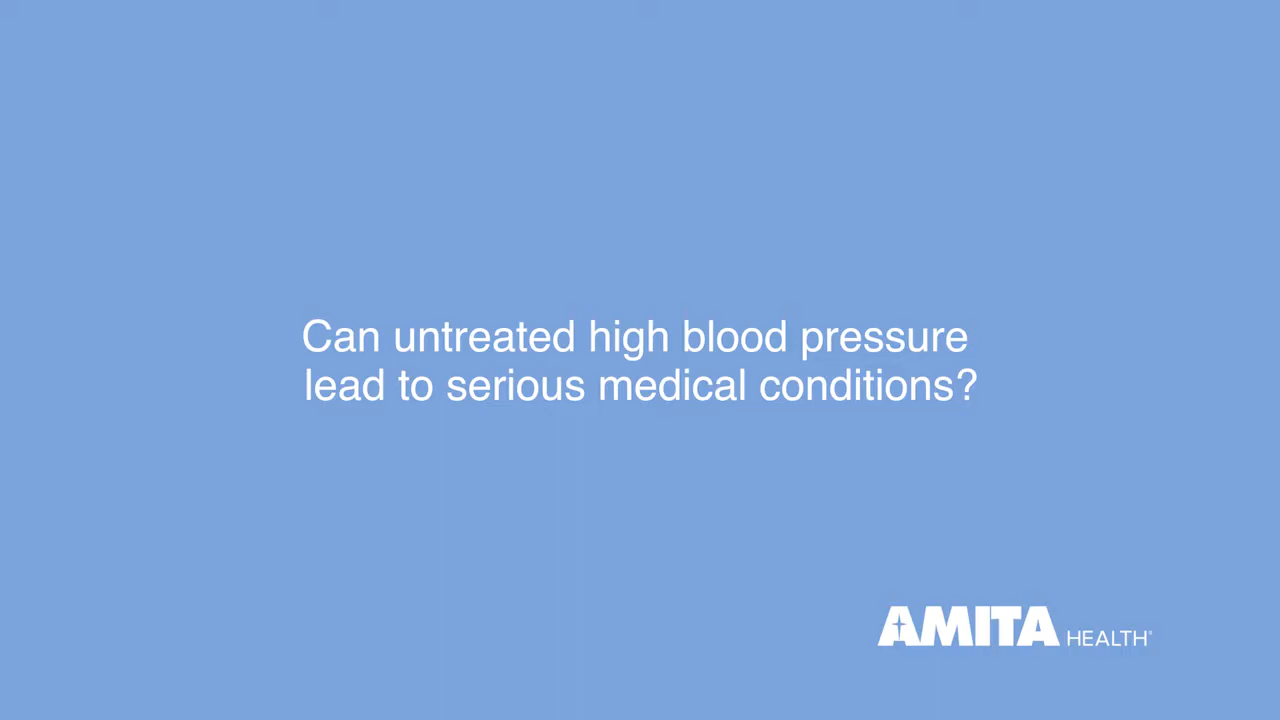 Can untreated high blood pressure
lead to serious medical conditions?
AMITA HEALTH®